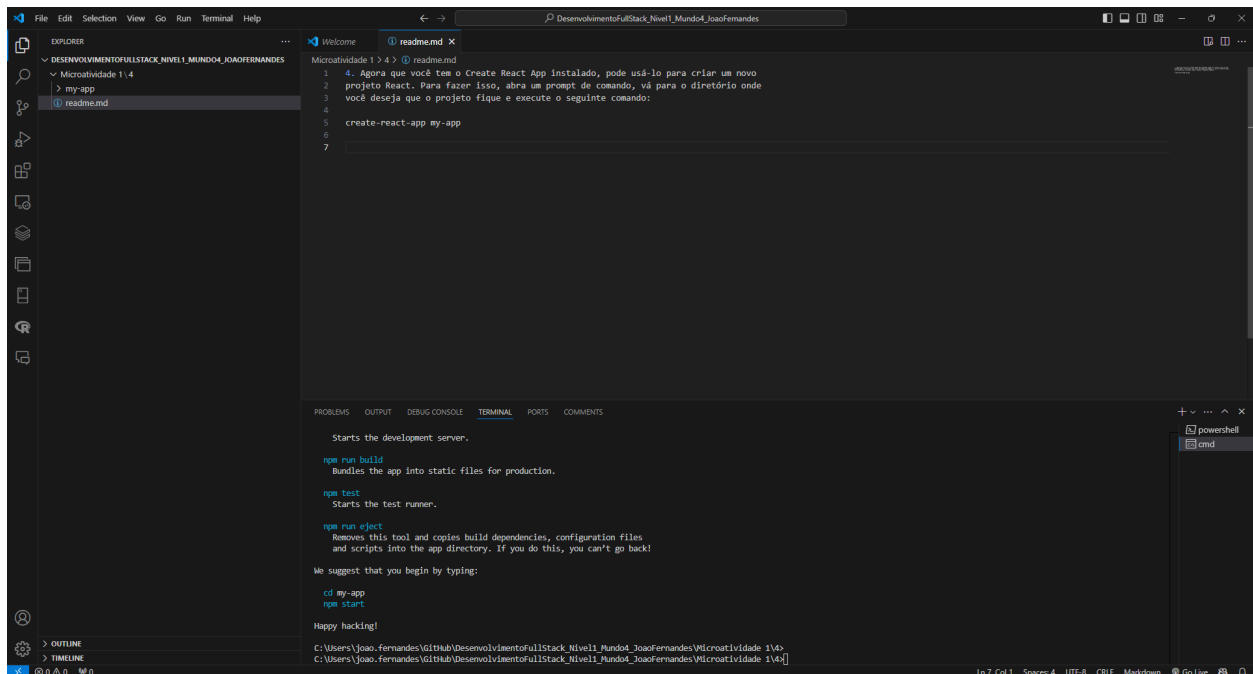 File Edit Selection View Go Run Terminal Help
DesenvolvimentoFullStack_Nivel1_Mundo4_JoaoFernandes
EXPLORER
DESENVOLVIMENTOFULLSTACK_NIVEL1_MUNDO4_JOAOFERNANDES
Microatividade 1\4
my-app
readme.md
Welcome
readme.md
Microatividade 1 > 4 > readme.md
1 4. Agora que você tem o Create React App instalado, pode usá-lo para criar um novo
2 projeto React. Para fazer isso, abra um prompt de comando, vá para o diretório onde
3 você deseja que o projeto fique e execute o seguinte comando:
4
5 create-react-app my-app
6
7
PROBLEMS OUTPUT DEBUG CONSOLE TERMINAL PORTS COMMENTS
powershell
cmd
Starts the development server.
npm run build
Bundles the app into static files for production.
npm test
Starts the test runner.
npm run eject
Removes this tool and copies build dependencies, configuration files
and scripts into the app directory. If you do this, you can't go back!
We suggest that you begin by typing:
cd my-app
npm start
Happy hacking!
C:\Users\joao.fernandes\GitHub\DesenvolvimentoFullStack_Nivel1_Mundo4_JoaoFernandes\Microatividade 1\4>
C:\Users\joao.fernandes\GitHub\DesenvolvimentoFullStack_Nivel1_Mundo4_JoaoFernandes\Microatividade 1\4>
OUTLINE
TIMELINE
0 0 0 Ln 7, Col 1 Spaces: 4 UTF-8 CRLF Markdown Go Live